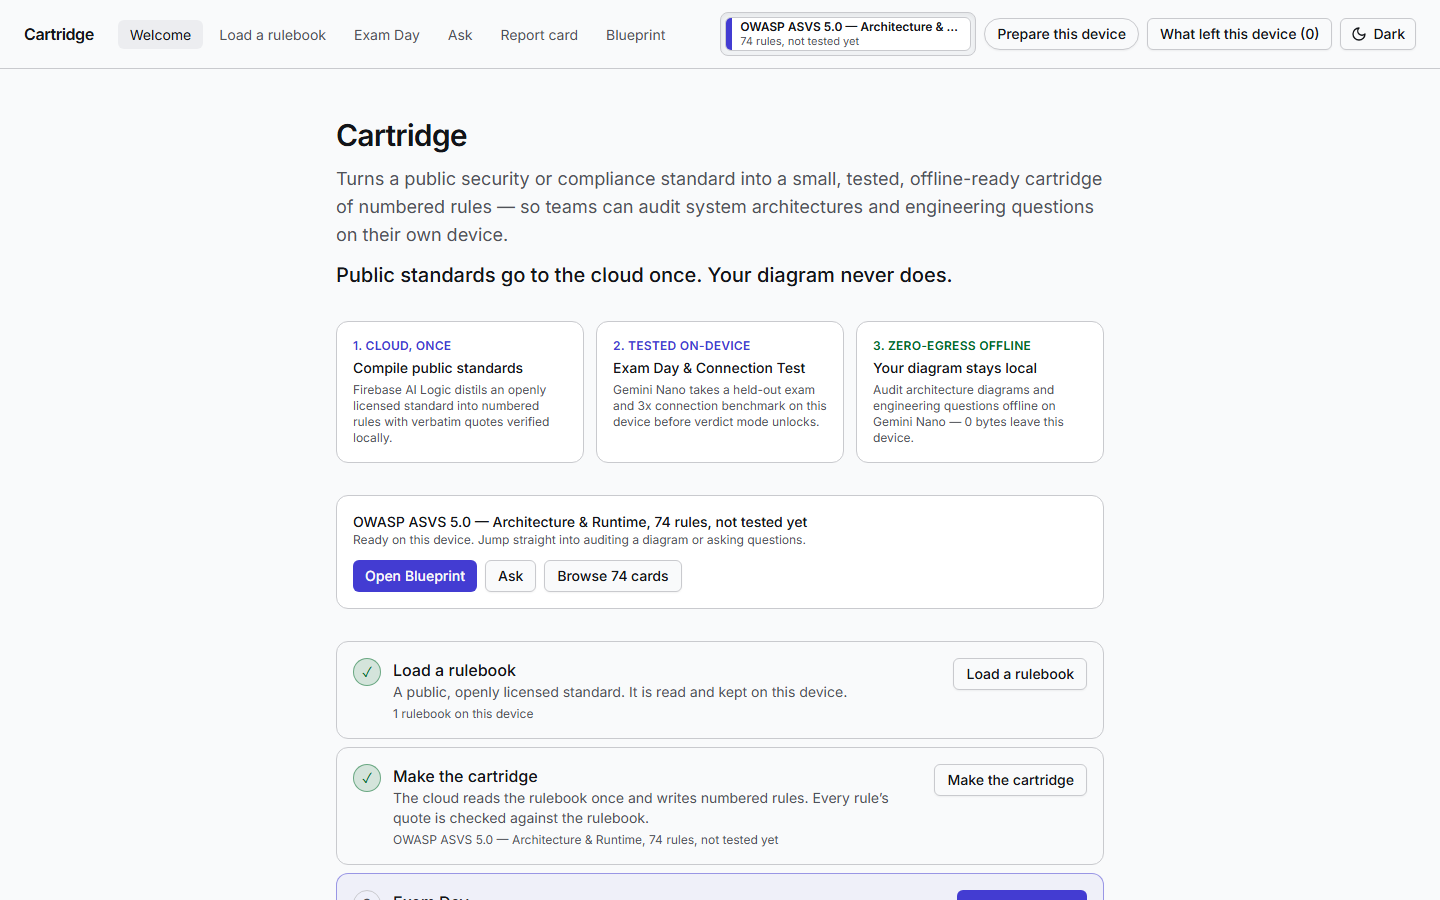 Cartridge
Welcome
Load a rulebook
Exam Day
Ask
Report card
Blueprint
OWASP ASVS 5.0 — Architecture & ...
74 rules, not tested yet
Prepare this device
What left this device (0)
Dark
Cartridge
Turns a public security or compliance standard into a small, tested, offline-ready cartridge
of numbered rules — so teams can audit system architectures and engineering questions
on their own device.
Public standards go to the cloud once. Your diagram never does.
1. CLOUD, ONCE
Compile public standards
Firebase AI Logic distils an openly
licensed standard into numbered
rules with verbatim quotes verified
locally.
2. TESTED ON-DEVICE
Exam Day & Connection Test
Gemini Nano takes a held-out exam
and 3x connection benchmark on this
device before verdict mode unlocks.
3. ZERO-EGRESS OFFLINE
Your diagram stays local
Audit architecture diagrams and
engineering questions offline on
Gemini Nano — 0 bytes leave this
device.
OWASP ASVS 5.0 — Architecture & Runtime, 74 rules, not tested yet
Ready on this device. Jump straight into auditing a diagram or asking questions.
Open Blueprint
Ask
Browse 74 cards
Load a rulebook
A public, openly licensed standard. It is read and kept on this device.
1 rulebook on this device
Load a rulebook
Make the cartridge
The cloud reads the rulebook once and writes numbered rules. Every rule’s
quote is checked against the rulebook.
OWASP ASVS 5.0 — Architecture & Runtime, 74 rules, not tested yet
Make the cartridge
Exam Day